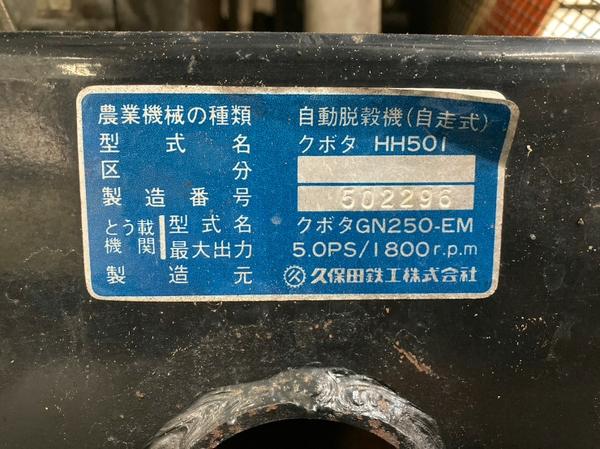 農業機械の種類 自動脱穀機(自走式)
型式名 クボタ HH501
区分
製造番号 502296
とう載機関 型式名 クボタGN250-EM
最大出力 5.0PS/1800r.p.m
製造元 久保田鉄工株式会社